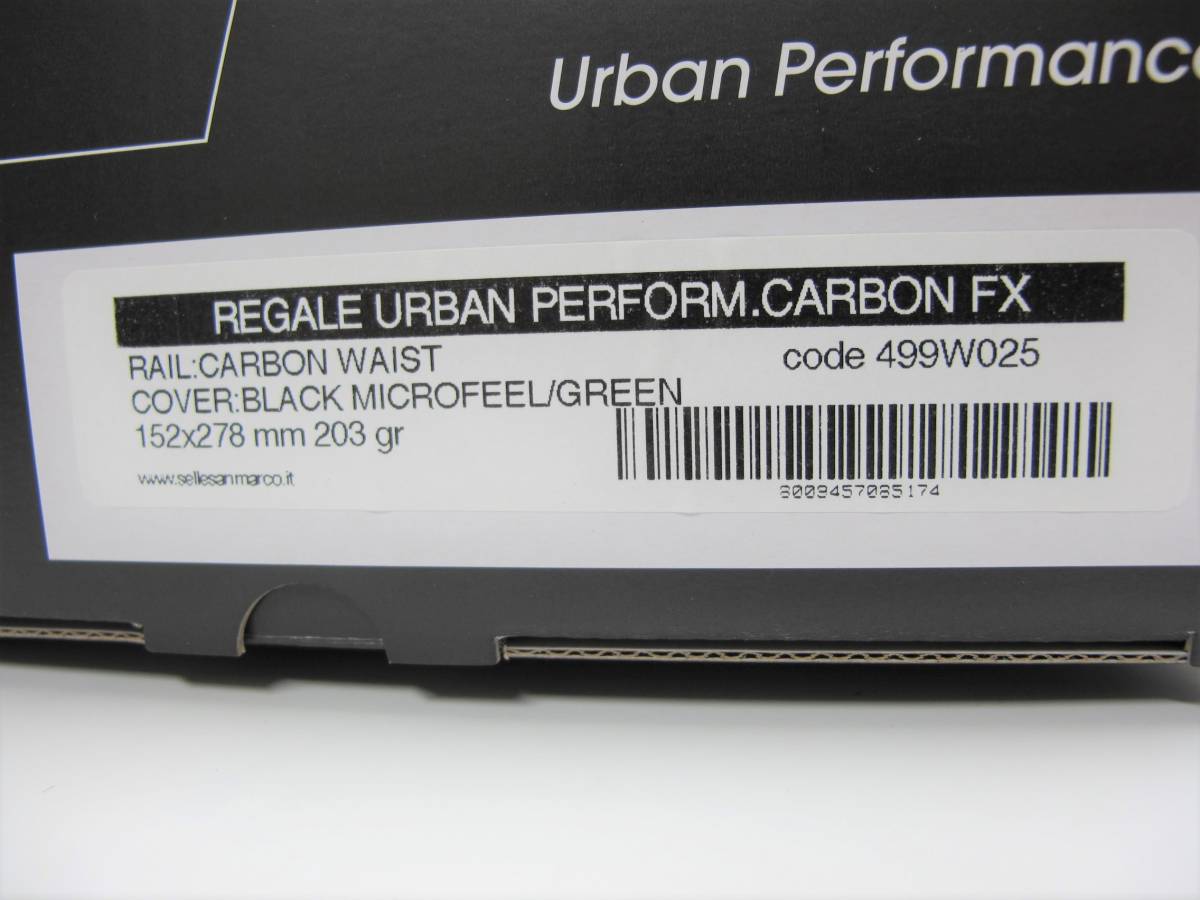 Urban Performanc
REGALE URBAN PERFORM.CARBON FX
RAIL:CARBON WAIST
code 499W025
COVER:BLACK MICROFEEL/GREEN
152x278 mm 203 gr
www.sellesanmarco.it
8009457085174